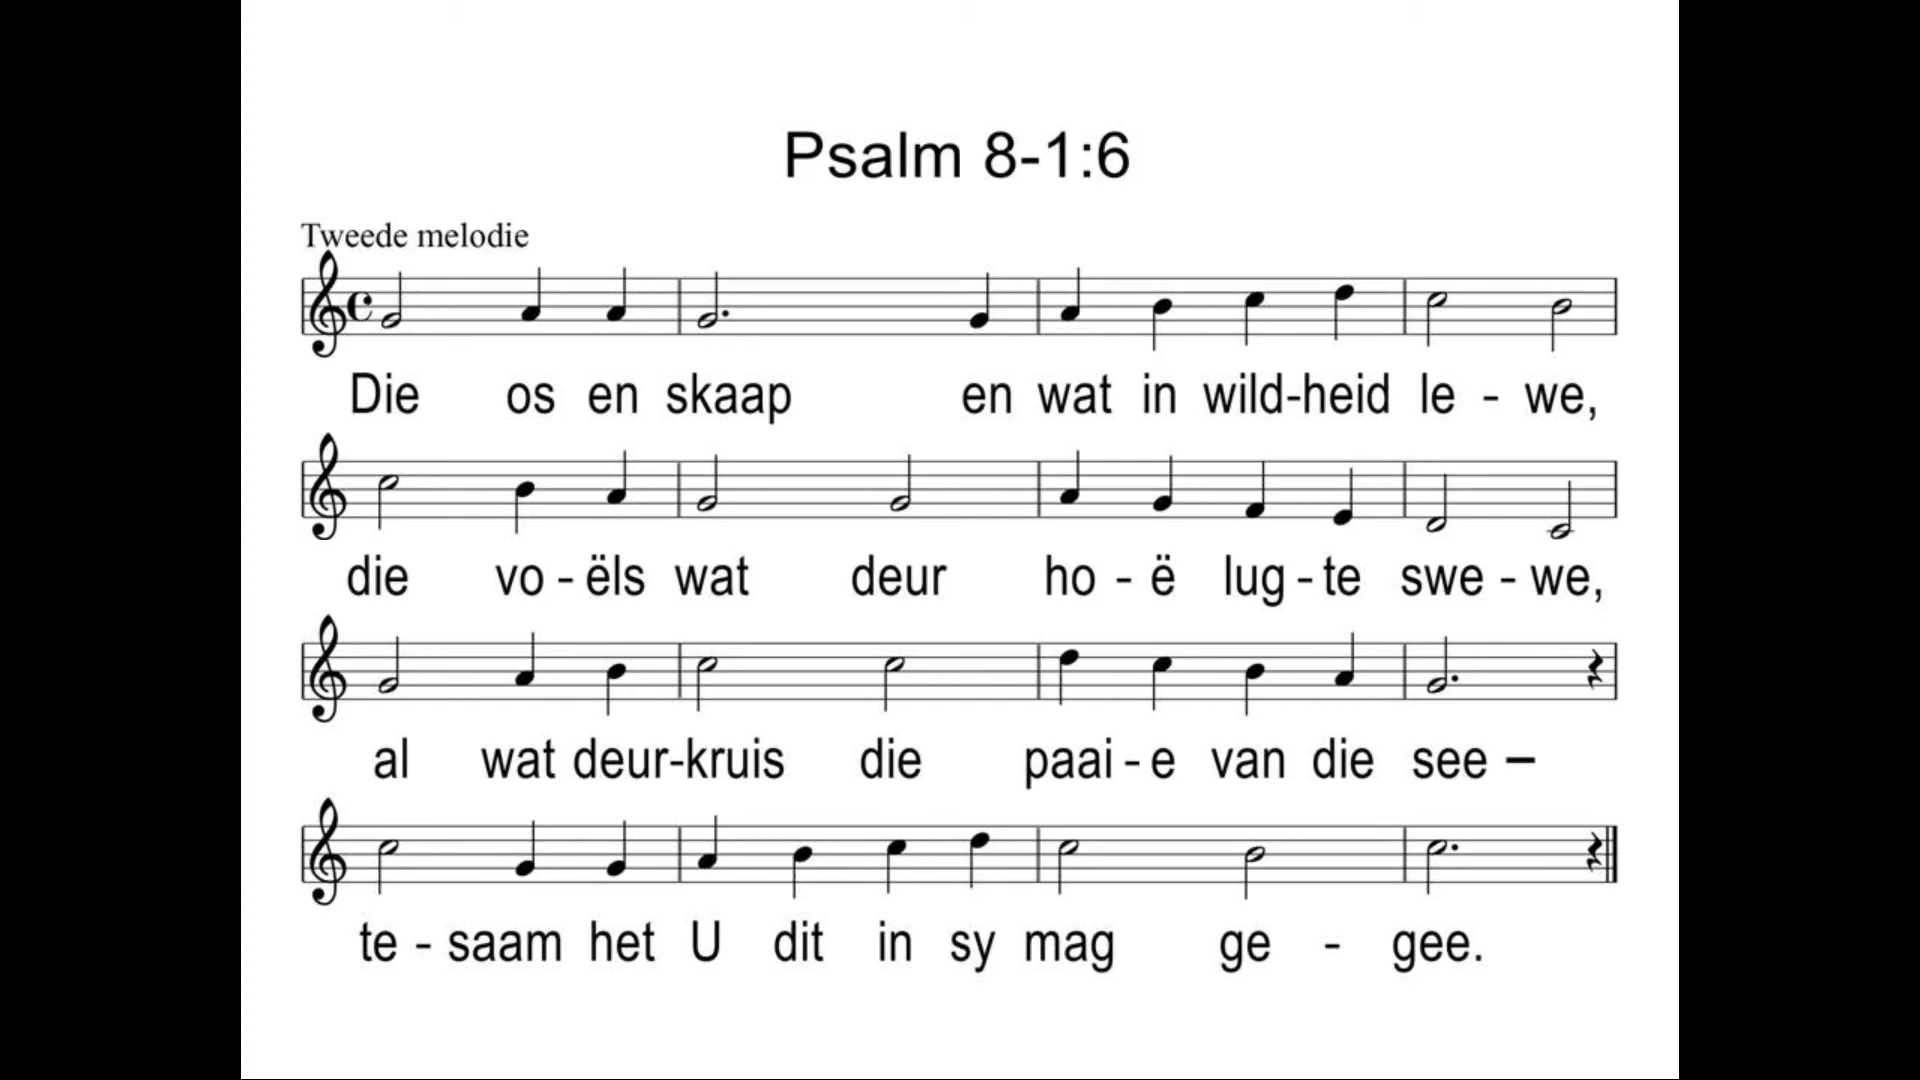 Psalm 8-1:6
Tweede melodie
Die os en skaap en wat in wild-heid le - we,
die vo - ëls wat deur ho - ë lug - te swe - we,
al wat deur-kruis die paai - e van die see –
te - saam het U dit in sy mag ge - gee.